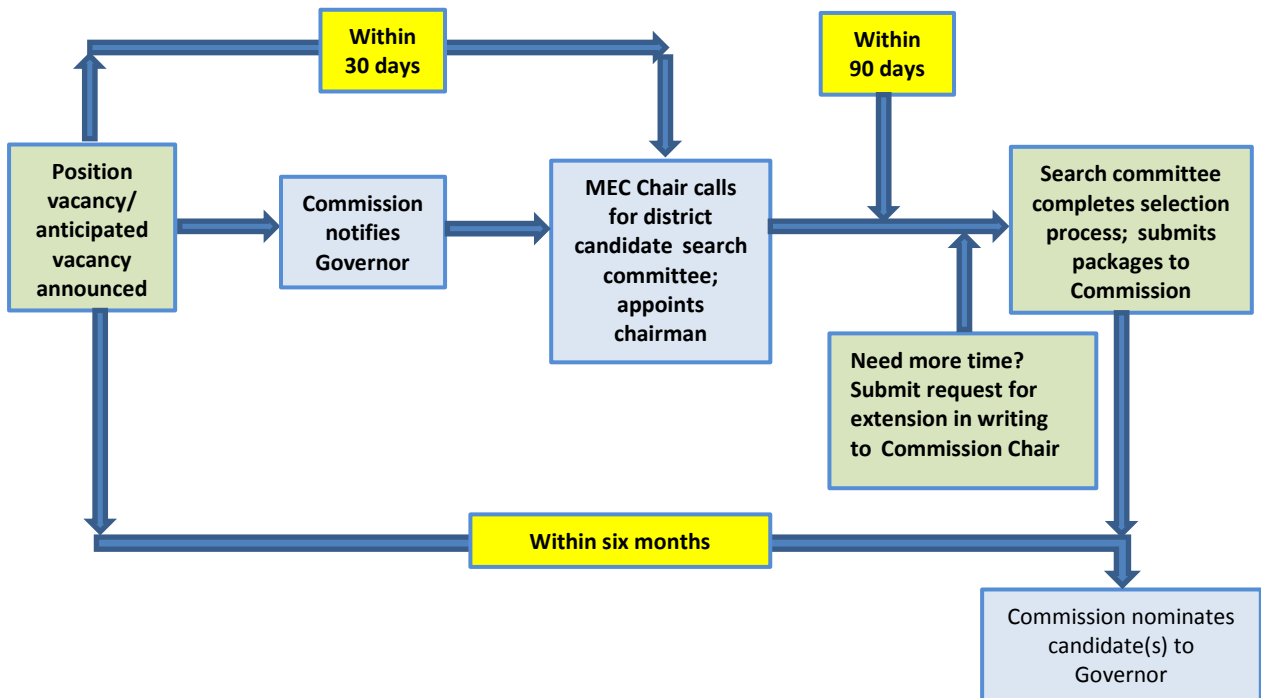 Within
30 days
Within
90 days
Position
vacancy/
anticipated
vacancy
announced
Commission
notifies
Governor
MEC Chair calls
for district
candidate search
committee;
appoints
chairman
Search committee
completes selection
process; submits
packages to
Commission
Need more time?
Submit request for
extension in writing
to Commission Chair
Within six months
Commission nominates
candidate(s) to
Governor